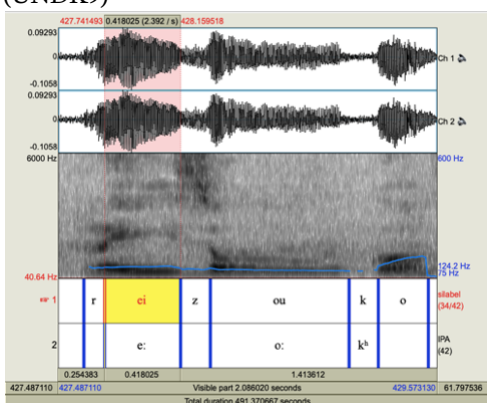 (UNDK9)
427.741493 0.418025 (2.392 / s) 428.159518
0.09293
0
-0.1058
Ch 1
0.09293
0
-0.1058
Ch 2
6000 Hz 600 Hz
124.2 Hz
75 Hz
40.64 Hz
1 r ei z ou k o silabel
(34/42)
2 e: o: kʰ IPA
(42)
0.254383 0.418025 1.413612
427.487110 427.487110 Visible part 2.086020 seconds 429.573130 61.797536
Total duration 491.370667 seconds